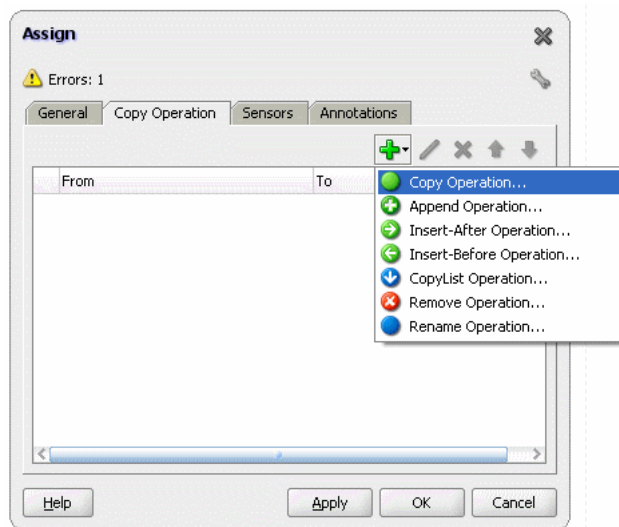 Assign
Errors: 1
General Copy Operation Sensors Annotations
From To
Copy Operation...
Append Operation...
Insert-After Operation...
Insert-Before Operation...
CopyList Operation...
Remove Operation...
Rename Operation...
Help Apply OK Cancel